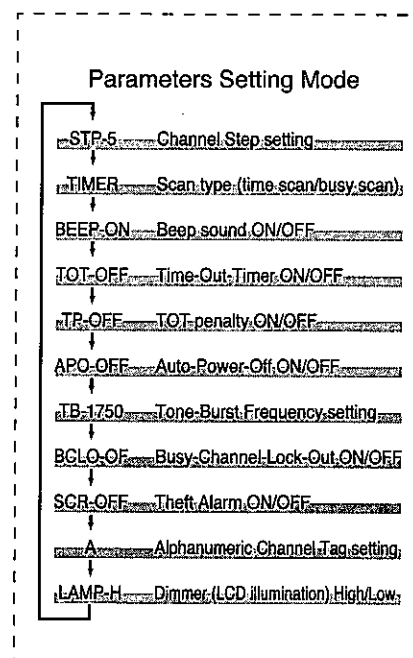 Parameters Setting Mode
STP-5 Channel Step setting
TIMER Scan type (time scan/busy scan)
BEEP-ON Beep sound ON/OFF
TOT-OFF Time-Out-Timer ON/OFF
TP-OFF TOT-penalty ON/OFF
APO-OFF Auto-Power-Off ON/OFF
TB-1750 Tone-Burst Frequency setting
BCLO-OF Busy-Channel-Lock-Out ON/OFF
SCR-OFF Theft Alarm ON/OFF
A Alphanumeric Channel Tag setting
LAMP-H Dimmer (LCD illumination) High/Low